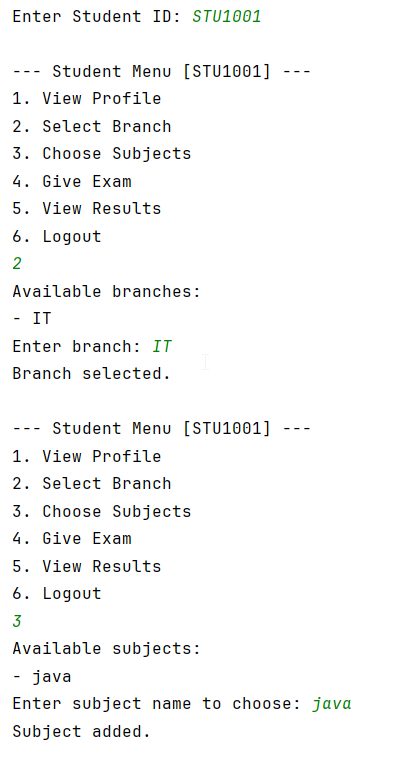 Enter Student ID: STU1001
--- Student Menu [STU1001] ---
1. View Profile
2. Select Branch
3. Choose Subjects
4. Give Exam
5. View Results
6. Logout
2
Available branches:
- IT
Enter branch: IT
Branch selected.
--- Student Menu [STU1001] ---
1. View Profile
2. Select Branch
3. Choose Subjects
4. Give Exam
5. View Results
6. Logout
3
Available subjects:
- java
Enter subject name to choose: java
Subject added.